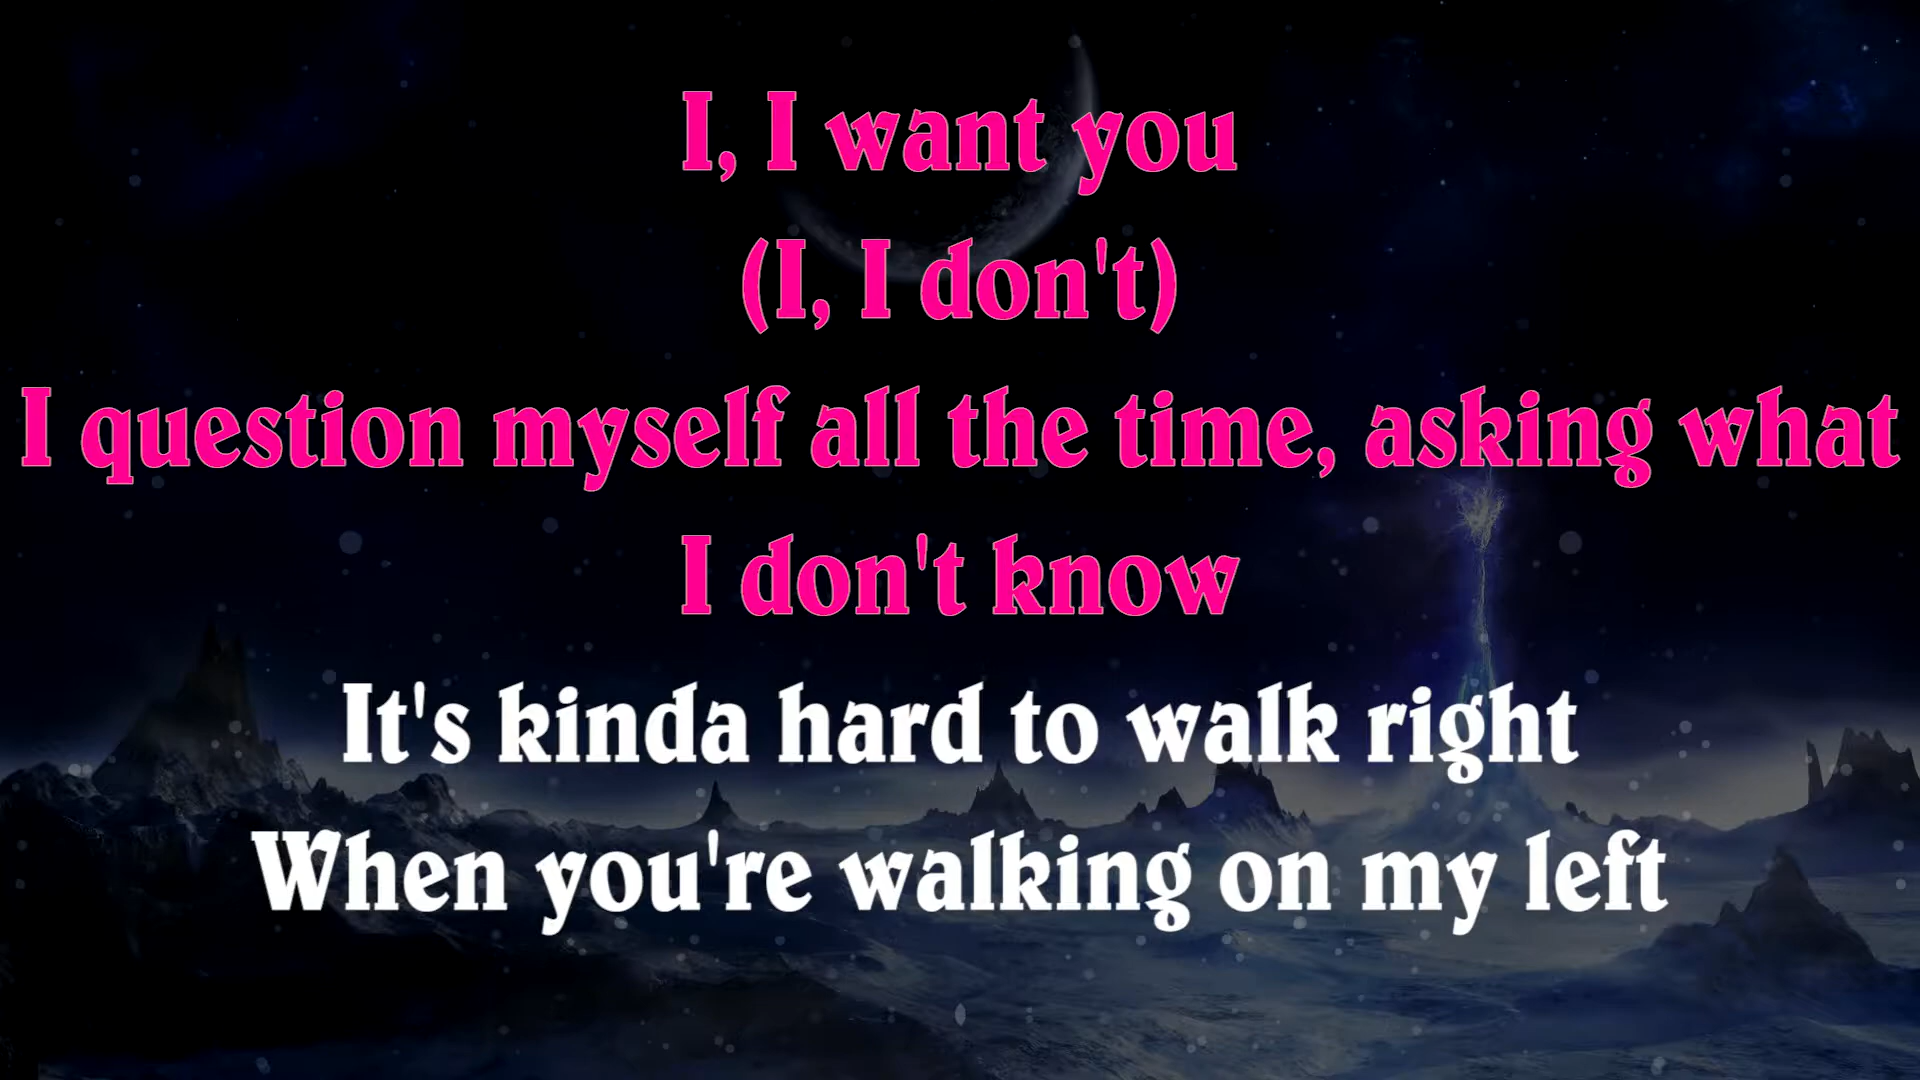 I, I want you
(I, I don't)
I question myself all the time, asking what
I don't know
It's kinda hard to walk right
When you're walking on my left